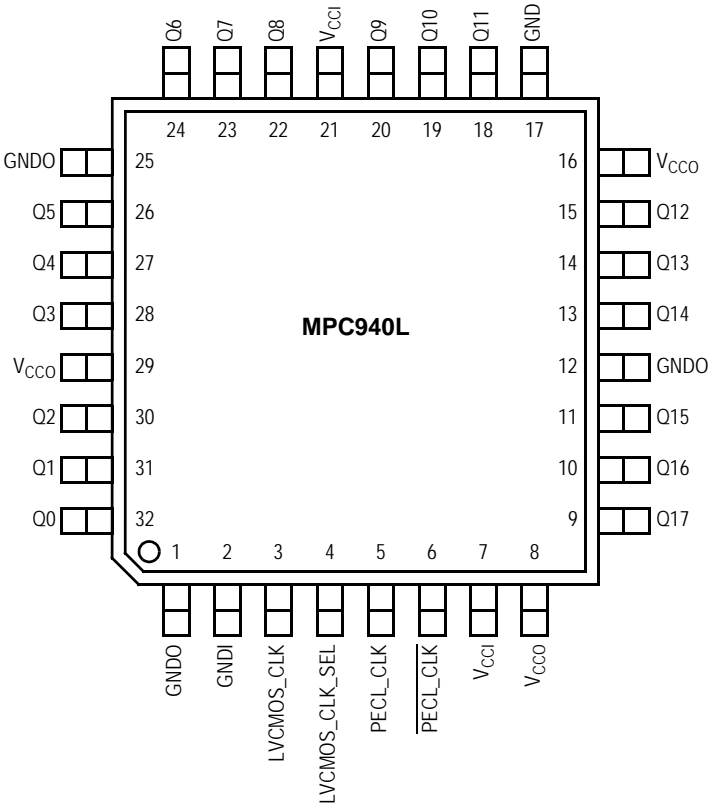 Q6 Q7 Q8 VCCI Q9 Q10 Q11 GND
24 23 22 21 20 19 18 17
GNDO 25 16 VCCO
Q5 26 15 Q12
Q4 27 14 Q13
Q3 28 13 Q14
MPC940L
VCCO 29 12 GNDO
Q2 30 11 Q15
Q1 31 10 Q16
Q0 32 9 Q17
1 2 3 4 5 6 7 8
GNDO GNDI LVCMOS_CLK LVCMOS_CLK_SEL PECL_CLK PECL_CLK VCCI VCCO